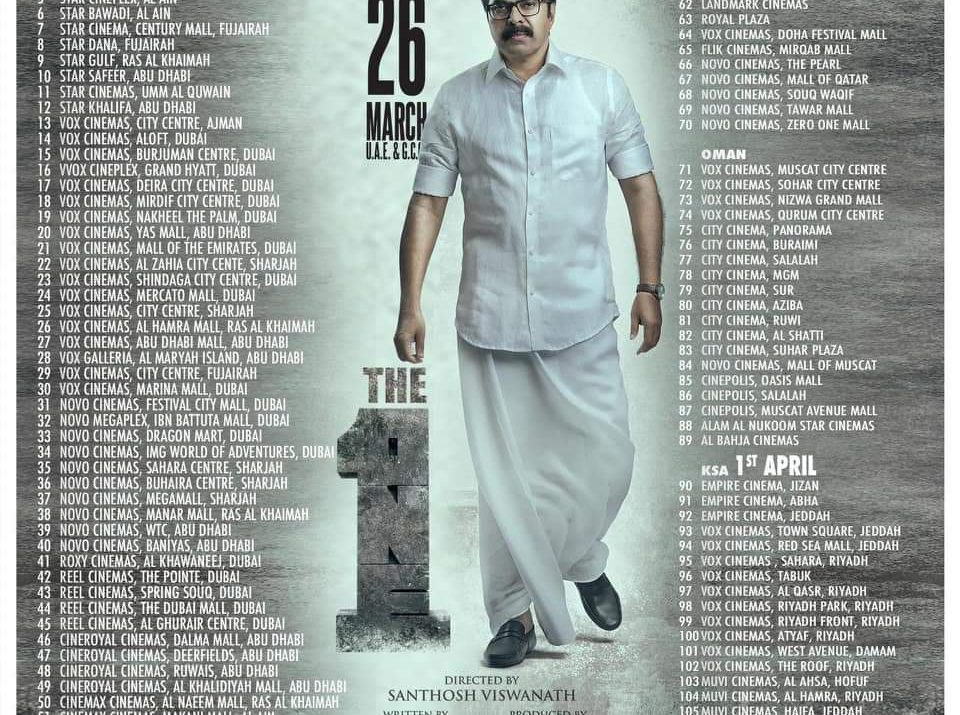 5 STAR CINEPLEX, AL AIN
6 STAR BAWADI, AL AIN
7 STAR CINEMA, CENTURY MALL, FUJAIRAH
8 STAR DANA, FUJAIRAH
9 STAR GULF, RAS AL KHAIMAH
10 STAR SAFEER, ABU DHABI
11 STAR CINEMAS, UMM AL QUWAIN
12 STAR KHALIFA, ABU DHABI
13 VOX CINEMAS, CITY CENTRE, AJMAN
14 VOX CINEMAS, ALOFT, DUBAI
15 VOX CINEMAS, BURJUMAN CENTRE, DUBAI
16 VVOX CINEPLEX, GRAND HYATT, DUBAI
17 VOX CINEMAS, DEIRA CITY CENTRE, DUBAI
18 VOX CINEMAS, MIRDIF CITY CENTRE, DUBAI
19 VOX CINEMAS, NAKHEEL THE PALM, DUBAI
20 VOX CINEMAS, YAS MALL, ABU DHABI
21 VOX CINEMAS, MALL OF THE EMIRATES, DUBAI
22 VOX CINEMAS, AL ZAHIA CITY CENTE, SHARJAH
23 VOX CINEMAS, SHINDAGA CITY CENTRE, DUBAI
24 VOX CINEMAS, MERCATO MALL, DUBAI
25 VOX CINEMAS, CITY CENTRE, SHARJAH
26 VOX CINEMAS, AL HAMRA MALL, RAS AL KHAIMAH
27 VOX CINEMAS, ABU DHABI MALL, ABU DHABI
28 VOX GALLERIA, AL MARYAH ISLAND, ABU DHABI
29 VOX CINEMAS, CITY CENTRE, FUJAIRAH
30 VOX CINEMAS, MARINA MALL, DUBAI
31 NOVO CINEMAS, FESTIVAL CITY MALL, DUBAI
32 NOVO MEGAPLEX, IBN BATTUTA MALL, DUBAI
33 NOVO CINEMAS, DRAGON MART, DUBAI
34 NOVO CINEMAS, IMG WORLD OF ADVENTURES, DUBAI
35 NOVO CINEMAS, SAHARA CENTRE, SHARJAH
36 NOVO CINEMAS, BUHAIRA CENTRE, SHARJAH
37 NOVO CINEMAS, MEGAMALL, SHARJAH
38 NOVO CINEMAS, MANAR MALL, RAS AL KHAIMAH
39 NOVO CINEMAS, WTC, ABU DHABI
40 NOVO CINEMAS, BANIYAS, ABU DHABI
41 ROXY CINEMAS, AL KHAWANEEJ, DUBAI
42 REEL CINEMAS, THE POINTE, DUBAI
43 REEL CINEMAS, SPRING SOUQ, DUBAI
44 REEL CINEMAS, THE DUBAI MALL, DUBAI
45 REEL CINEMAS, AL GHURAIR CENTRE, DUBAI
46 CINEROYAL CINEMAS, DALMA MALL, ABU DHABI
47 CINEROYAL CINEMAS, DEERFIELDS, ABU DHABI
48 CINEROYAL CINEMAS, RUWAIS, ABU DHABI
49 CINEROYAL CINEMAS, AL KHALIDIYAH MALL, ABU DHABI
50 CINEMAX CINEMAS, AL NAEEM MALL, RAS AL KHAIMAH
51 CINEMAX CINEMAS, MAKANI MALL, AL AIN
26
MARCH
U.A.E. & G.C.C
THE
1
ONE
DIRECTED BY
SANTHOSH VISWANATH
WRITTEN BY PRODUCED BY
62 LANDMARK CINEMAS
63 ROYAL PLAZA
64 VOX CINEMAS, DOHA FESTIVAL MALL
65 FLIK CINEMAS, MIRQAB MALL
66 NOVO CINEMAS, THE PEARL
67 NOVO CINEMAS, MALL OF QATAR
68 NOVO CINEMAS, SOUQ WAQIF
69 NOVO CINEMAS, TAWAR MALL
70 NOVO CINEMAS, ZERO ONE MALL
OMAN
71 VOX CINEMAS, MUSCAT CITY CENTRE
72 VOX CINEMAS, SOHAR CITY CENTRE
73 VOX CINEMAS, NIZWA GRAND MALL
74 VOX CINEMAS, QURUM CITY CENTRE
75 CITY CINEMA, PANORAMA
76 CITY CINEMA, BURAIMI
77 CITY CINEMA, SALALAH
78 CITY CINEMA, MGM
79 CITY CINEMA, SUR
80 CITY CINEMA, AZIBA
81 CITY CINEMA, RUWI
82 CITY CINEMA, AL SHATTI
83 CITY CINEMA, SUHAR PLAZA
84 NOVO CINEMAS, MALL OF MUSCAT
85 CINEPOLIS, OASIS MALL
86 CINEPOLIS, SALALAH
87 CINEPOLIS, MUSCAT AVENUE MALL
88 ALAM AL NUKOOM STAR CINEMAS
89 AL BAHJA CINEMAS
KSA 1ST APRIL
90 EMPIRE CINEMA, JIZAN
91 EMPIRE CINEMA, ABHA
92 EMPIRE CINEMA, JEDDAH
93 VOX CINEMAS, TOWN SQUARE, JEDDAH
94 VOX CINEMAS, RED SEA MALL, JEDDAH
95 VOX CINEMAS , SAHARA, RIYADH
96 VOX CINEMAS, TABUK
97 VOX CINEMAS, AL QASR, RIYADH
98 VOX CINEMAS, RIYADH PARK, RIYADH
99 VOX CINEMAS, RIYADH FRONT, RIYADH
100 VOX CINEMAS, ATYAF, RIYADH
101 VOX CINEMAS, WEST AVENUE, DAMAM
102 VOX CINEMAS, THE ROOF, RIYADH
103 MUVI CINEMAS, AL AHSA, HOFUF
104 MUVI CINEMAS, AL HAMRA, RIYADH
105 MUVI CINEMAS, HAIFA, JEDDAH